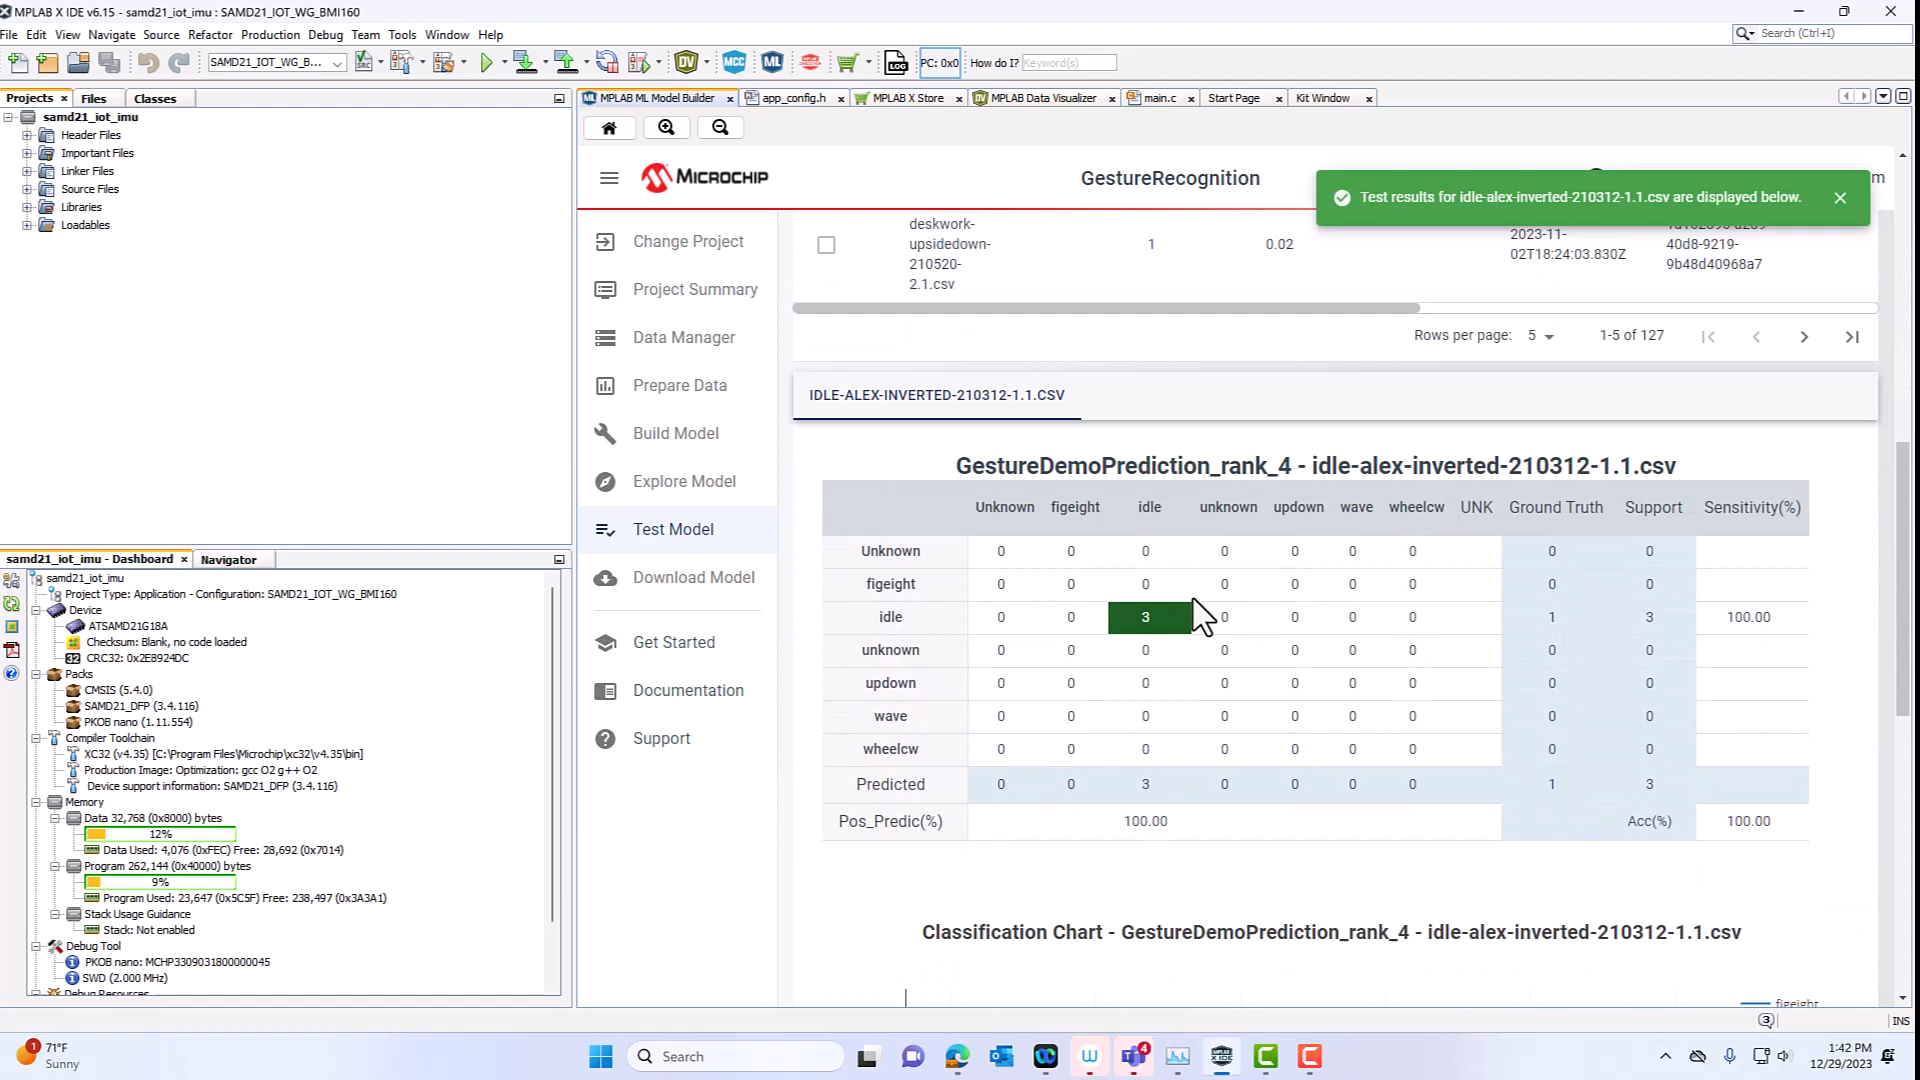 MPLAB X IDE v6.15 - samd21_iot_imu : SAMD21_IOT_WG_BMI160
File Edit View Navigate Source Refactor Production Debug Team Tools Window Help
Search (Ctrl+I)
SAMD21_IOT_WG_B... DV MCC ML LOG PC: 0x0 How do I? Keyword(s)
Projects Files Classes
samd21_iot_imu
Header Files
Important Files
Linker Files
Source Files
Libraries
Loadables
samd21_iot_imu - Dashboard Navigator
samd21_iot_imu
Project Type: Application - Configuration: SAMD21_IOT_WG_BMI160
Device
ATSAMD21G18A
Checksum: Blank, no code loaded
CRC32: 0x2E8924DC
Packs
CMSIS (5.4.0)
SAMD21_DFP (3.4.116)
PKOB nano (1.11.554)
Compiler Toolchain
XC32 (v4.35) [C:\Program Files\Microchip\xc32\v4.35\bin]
Production Image: Optimization: gcc O2 g++ O2
Device support information: SAMD21_DFP (3.4.116)
Memory
Data 32,768 (0x8000) bytes
12%
Data Used: 4,076 (0xFEC) Free: 28,692 (0x7014)
Program 262,144 (0x40000) bytes
9%
Program Used: 23,647 (0x5C5F) Free: 238,497 (0x3A3A1)
Stack Usage Guidance
Stack: Not enabled
Debug Tool
PKOB nano: MCHP3309031800000045
SWD (2.000 MHz)
Debug Resources
MPLAB ML Model Builder app_config.h MPLAB X Store MPLAB Data Visualizer main.c Start Page Kit Window
MICROCHIP
GestureRecognition
Test results for idle-alex-inverted-210312-1.1.csv are displayed below.
Change Project
Project Summary
Data Manager
Prepare Data
Build Model
Explore Model
Test Model
Download Model
Get Started
Documentation
Support
deskwork-
upsidedown-
210520-
2.1.csv
1
0.02
2023-11-
02T18:24:03.830Z
40d8-9219-
9b48d40968a7
Rows per page: 5 1-5 of 127
IDLE-ALEX-INVERTED-210312-1.1.CSV
GestureDemoPrediction_rank_4 - idle-alex-inverted-210312-1.1.csv
Unknown figeight idle unknown updown wave wheelcw UNK Ground Truth Support Sensitivity(%)
Unknown 0 0 0 0 0 0 0 0 0
figeight 0 0 0 0 0 0 0 0 0
idle 0 0 3 0 0 0 0 1 3 100.00
unknown 0 0 0 0 0 0 0 0 0
updown 0 0 0 0 0 0 0 0 0
wave 0 0 0 0 0 0 0 0 0
wheelcw 0 0 0 0 0 0 0 0 0
Predicted 0 0 3 0 0 0 0 1 3
Pos_Predic(%) 100.00 Acc(%) 100.00
Classification Chart - GestureDemoPrediction_rank_4 - idle-alex-inverted-210312-1.1.csv
figeight
3 INS
1
71°F
Sunny
Search
4
1:42 PM
12/29/2023